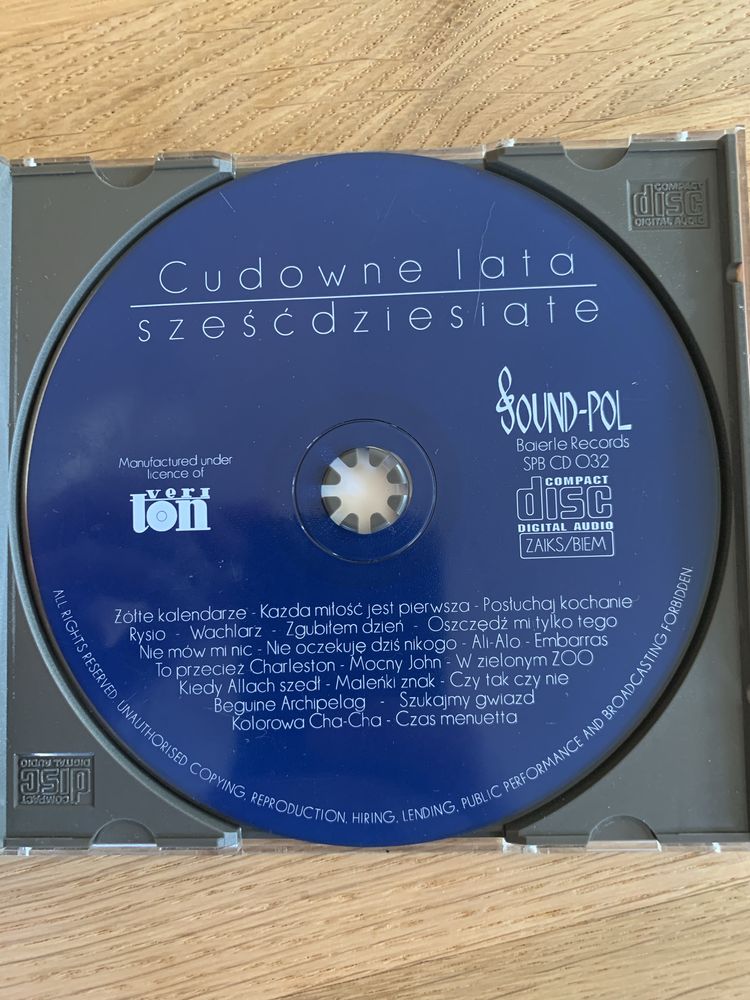 COMPACT
disc
DIGITAL AUDIO
Cudowne lata
sześćdziesiąte
SOUND-POL
Baierle Records
SPB CD 032
COMPACT
disc
DIGITAL AUDIO
ZAIKS/BIEM
Manufactured under
licence of
veri
ton
Żółte kalendarze - Każda miłość jest pierwsza - Posłuchaj kochanie
Rysio - Wachlarz - Zgubiłem dzień - Oszczędź mi tylko tego
Nie mów mi nic - Nie oczekuję dziś nikogo - Ali-Alo - Embarras
To przecież Charleston - Mocny John - W zielonym ZOO
Kiedy Allach szedł - Maleńki znak - Czy tak czy nie
Beguine Archipelag - Szukajmy gwiazd
Kolorowa Cha-Cha - Czas menuetta
ALL RIGHTS RESERVED. UNAUTHORISED COPYING, REPRODUCTION, HIRING, LENDING, PUBLIC PERFORMANCE AND BROADCASTING FORBIDDEN.
COMPACT
disc
DIGITAL AUDIO